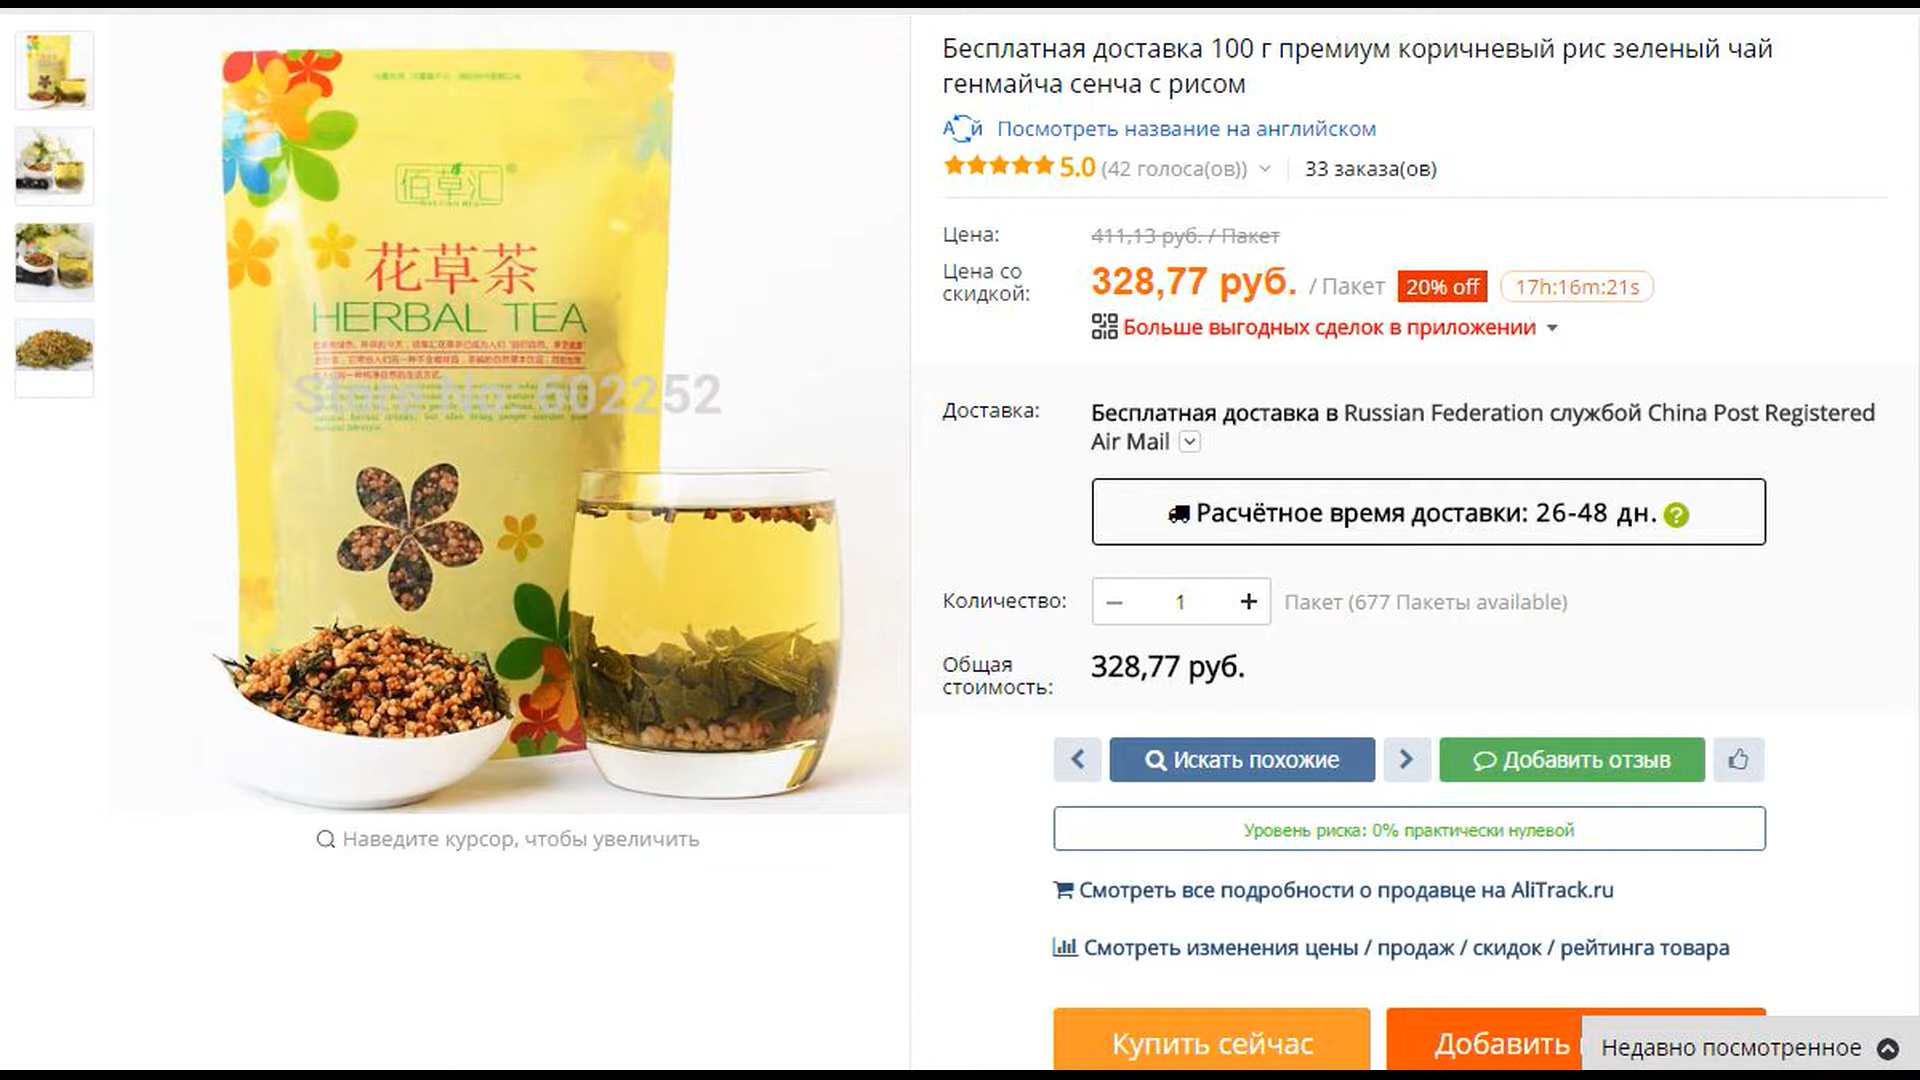 佰草汇
花草茶
HERBAL TEA
Store No: 602252
Наведите курсор, чтобы увеличить
Бесплатная доставка 100 г премиум коричневый рис зеленый чай
генмайча сенча с рисом
Посмотреть название на английском
5.0 (42 голоса(ов)) 33 заказа(ов)
Цена: 411,13 руб. / Пакет
Цена со
скидкой:
328,77 руб. / Пакет 20% off 17h:16m:21s
Больше выгодных сделок в приложении
Доставка: Бесплатная доставка в Russian Federation службой China Post Registered
Air Mail
Расчётное время доставки: 26-48 дн. ?
Количество: − 1 + Пакет (677 Пакеты available)
Общая
стоимость:
328,77 руб.
Искать похожие
Добавить отзыв
Уровень риска: 0% практически нулевой
Смотреть все подробности о продавце на AliTrack.ru
Смотреть изменения цены / продаж / скидок / рейтинга товара
Купить сейчас
Добавить
Недавно посмотренное